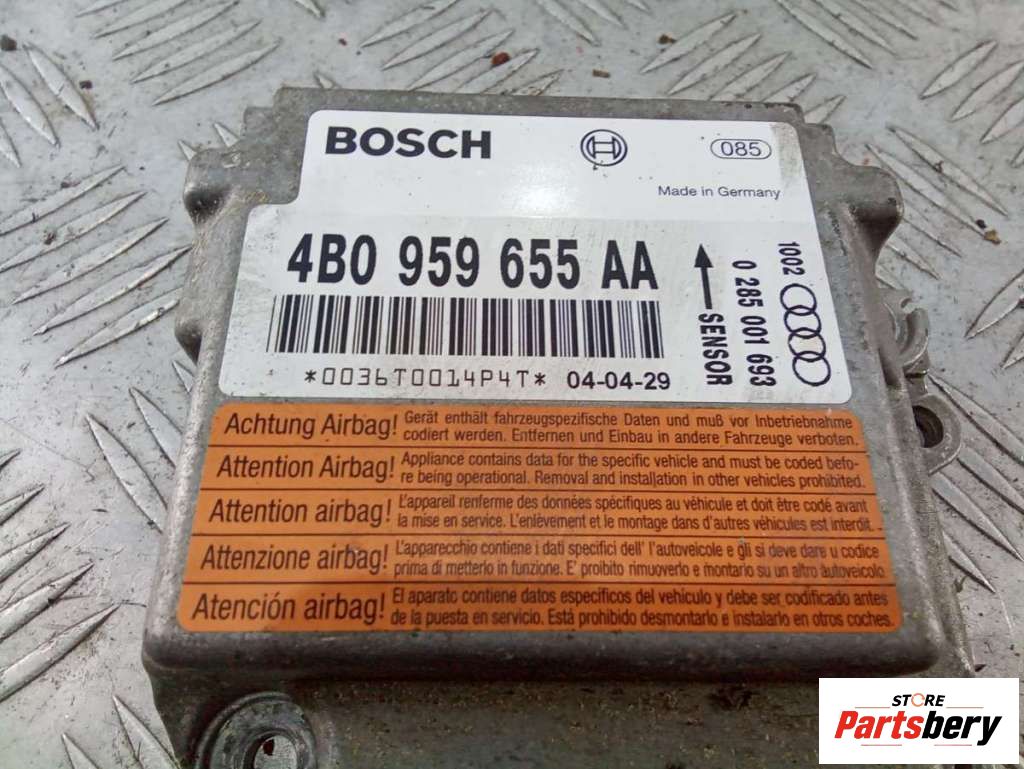 BOSCH
085
Made in Germany
4B0 959 655 AA
SENSOR
0 285 001 693
1002
*0036T0014P4T* 04-04-29
Achtung Airbag! Gerät enthält fahrzeugspezifische Daten und muß vor Inbetriebnahme
codiert werden. Entfernen und Einbau in andere Fahrzeuge verboten.
Attention Airbag! Appliance contains data for the specific vehicle and must be coded befo-
re being operational. Removal and installation in other vehicles prohibited.
Attention airbag! L'appareil renferme des données spécifiques au véhicule et doit être codé avant
la mise en service. L'enlèvement et le montage dans d'autres véhicules est interdit.
Attenzione airbag! L'apparecchio contiene i dati specifici dell' l'autoveicole e gli si deve dare u codice
prima di metterlo in funzione. E' proibito rimuoverlo e montario su un altro autoveicolo.
Atención airbag! El aparato contiene datos específicos del vehículo y debe ser codificado antes
de la puesta en servicio. Está prohibido desmontarlo e instalarlo en otros coches.
STORE
Partsbery